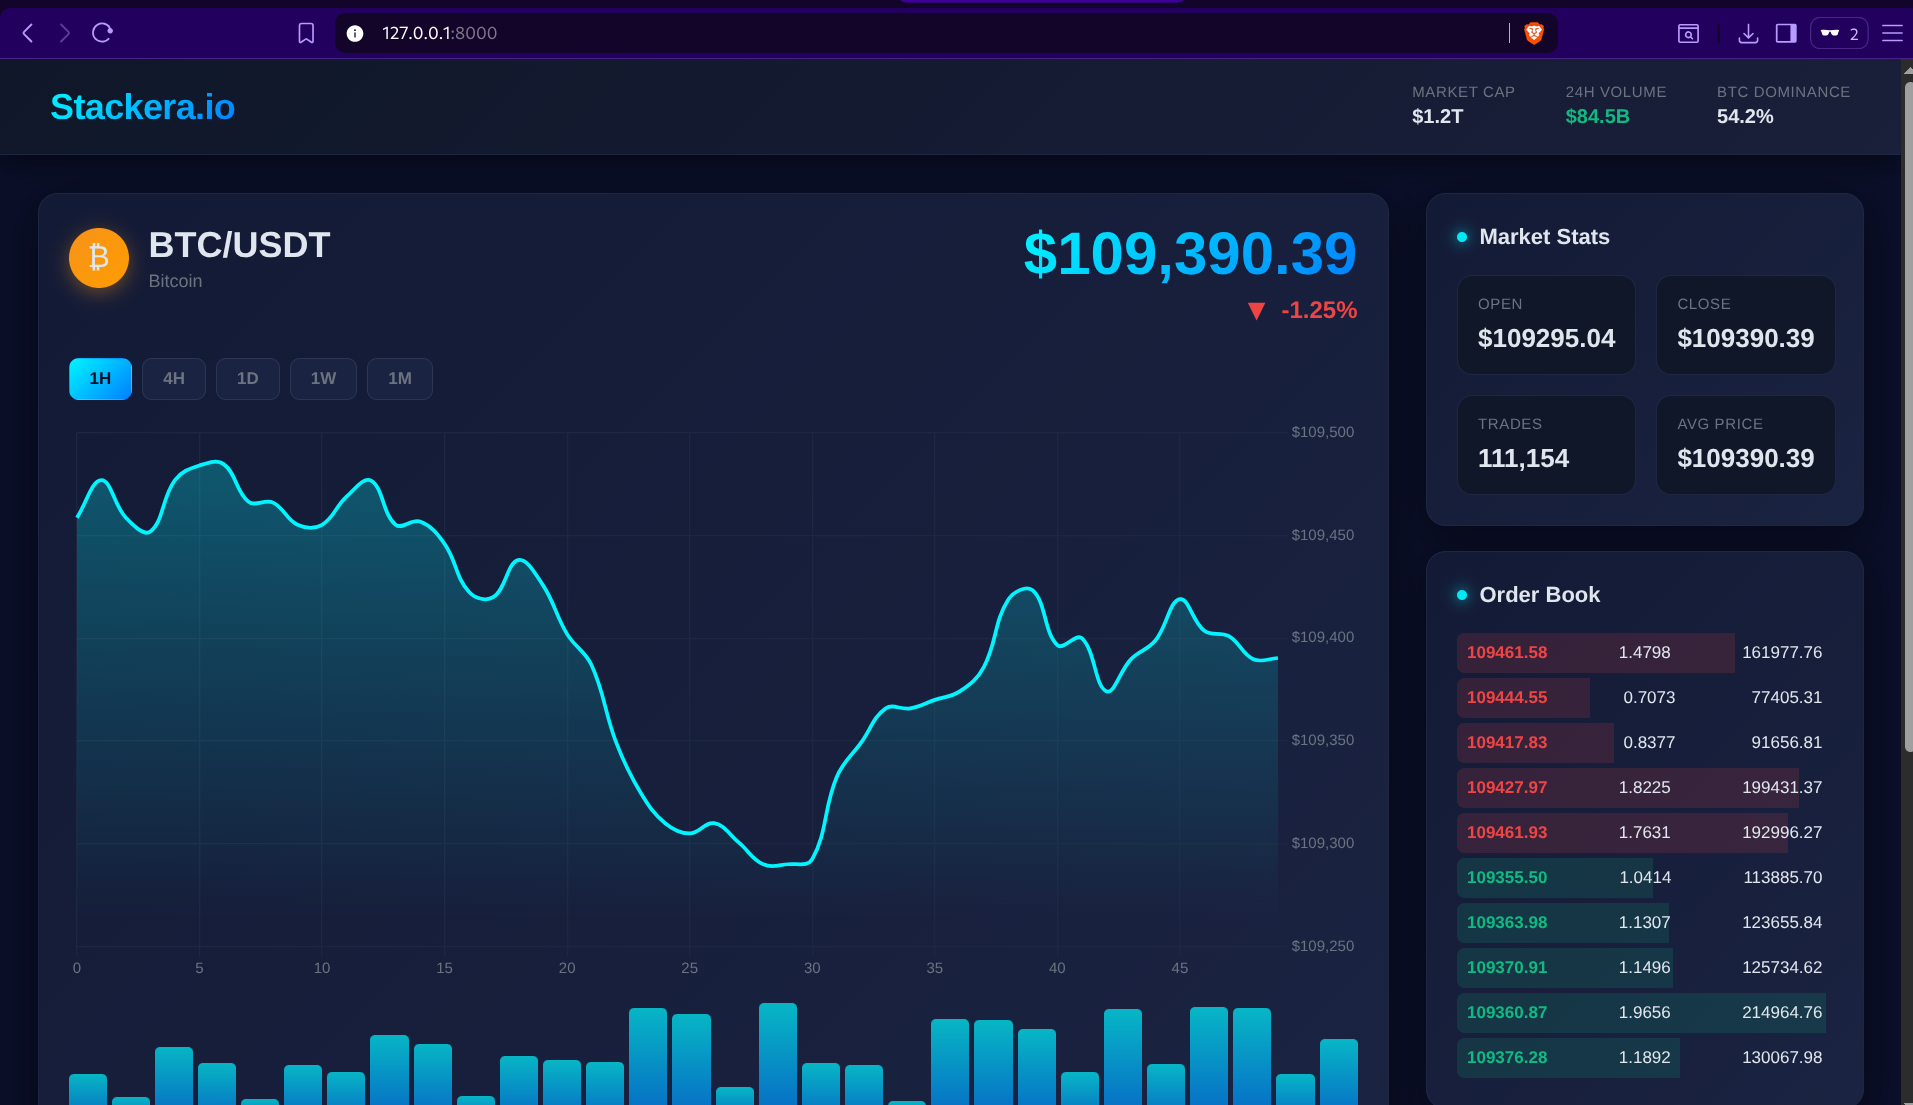 127.0.0.1:8000
2
Stackera.io
MARKET CAP
$1.2T
24H VOLUME
$84.5B
BTC DOMINANCE
54.2%
BTC/USDT
Bitcoin
$109,390.39
▼ -1.25%
1H 4H 1D 1W 1M
$109,500
$109,450
$109,400
$109,350
$109,300
$109,250
0 5 10 15 20 25 30 35 40 45
Market Stats
OPEN
$109295.04
CLOSE
$109390.39
TRADES
111,154
AVG PRICE
$109390.39
Order Book
109461.58 1.4798 161977.76
109444.55 0.7073 77405.31
109417.83 0.8377 91656.81
109427.97 1.8225 199431.37
109461.93 1.7631 192996.27
109355.50 1.0414 113885.70
109363.98 1.1307 123655.84
109370.91 1.1496 125734.62
109360.87 1.9656 214964.76
109376.28 1.1892 130067.98